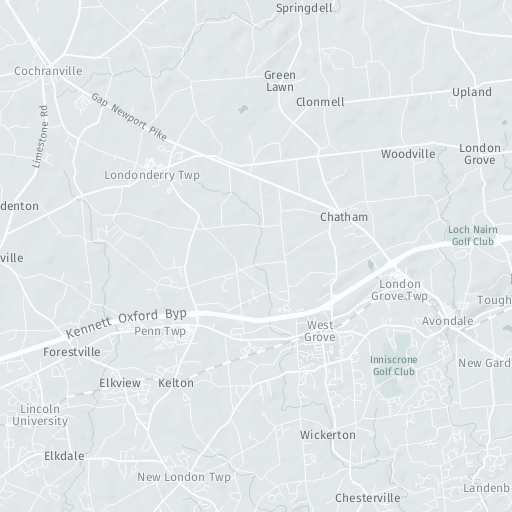 Springdell
Cochranville
Green
Lawn
Upland
Clonmell
Gap Newport Pike
Limestone Rd
Woodville
London
Grove
Londonderry Twp
denton
Chatham
Loch Nairn
Golf Club
ville
London
Grove Twp
Tough
Kennett Oxford Byp
Penn Twp
West
Grove
Avondale
Forestville
Inniscrone
Golf Club
New Gard
Elkview
Kelton
Lincoln
University
Wickerton
Elkdale
New London Twp
Landenb
Chesterville